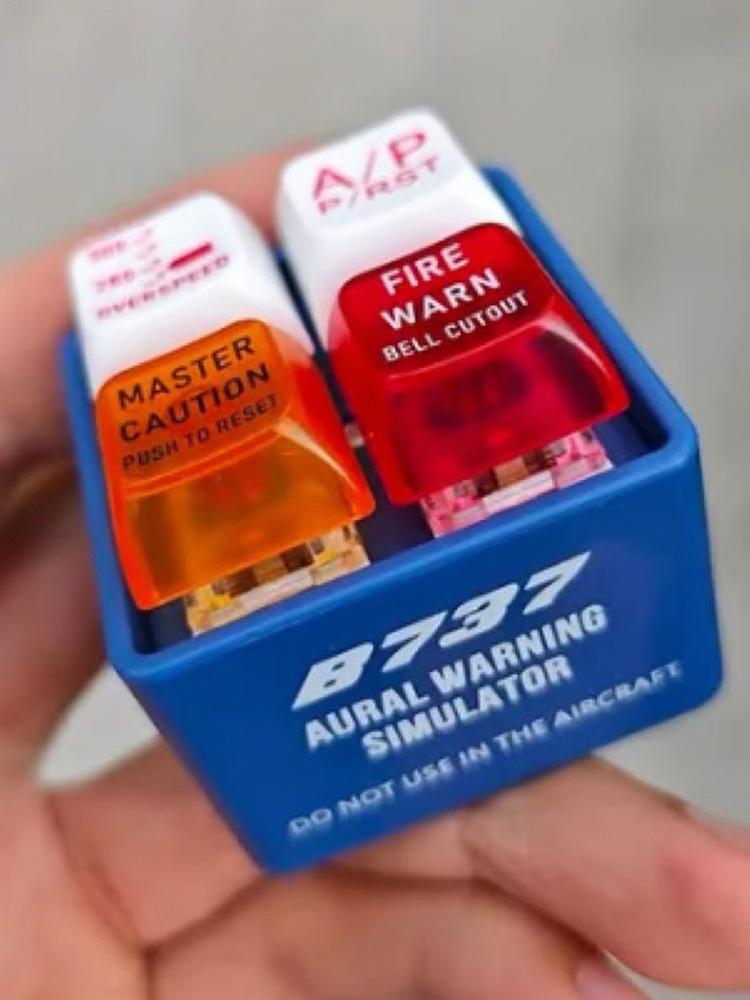 A/P
P/RST
OVERSPEED
FIRE
WARN
BELL CUTOUT
MASTER
CAUTION
PUSH TO RESET
B737
AURAL WARNING
SIMULATOR
DO NOT USE IN THE AIRCRAFT